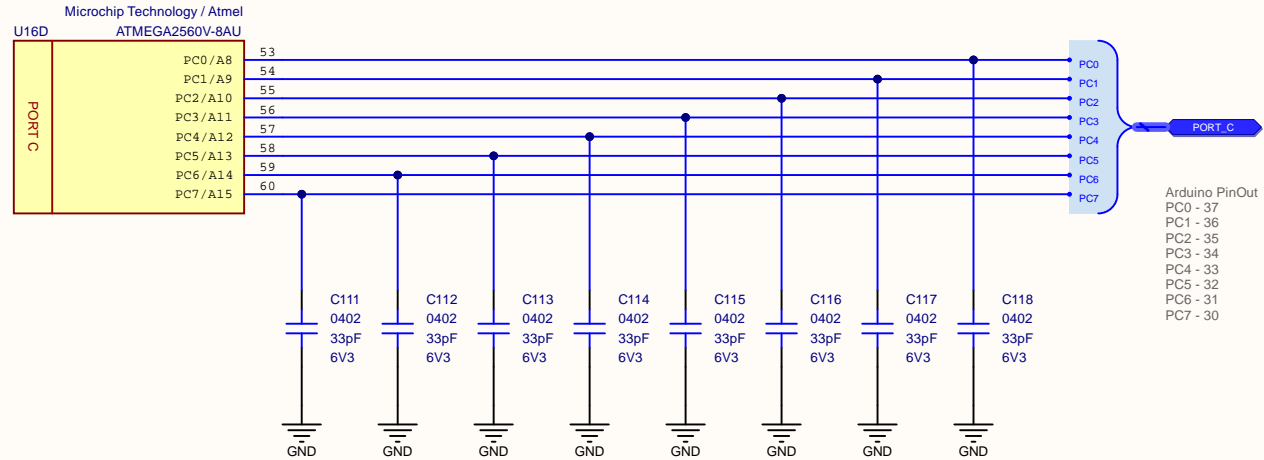 Microchip Technology / Atmel
U16D ATMEGA2560V-8AU
PORT C
PC0/A8 53 PC0
PC1/A9 54 PC1
PC2/A10 55 PC2
PC3/A11 56 PC3
PC4/A12 57 PC4
PC5/A13 58 PC5
PC6/A14 59 PC6
PC7/A15 60 PC7
PORT_C
Arduino PinOut
PC0 - 37
PC1 - 36
PC2 - 35
PC3 - 34
PC4 - 33
PC5 - 32
PC6 - 31
PC7 - 30
C111 C112 C113 C114 C115 C116 C117 C118
0402 0402 0402 0402 0402 0402 0402 0402
33pF 33pF 33pF 33pF 33pF 33pF 33pF 33pF
6V3 6V3 6V3 6V3 6V3 6V3 6V3 6V3
GND GND GND GND GND GND GND GND